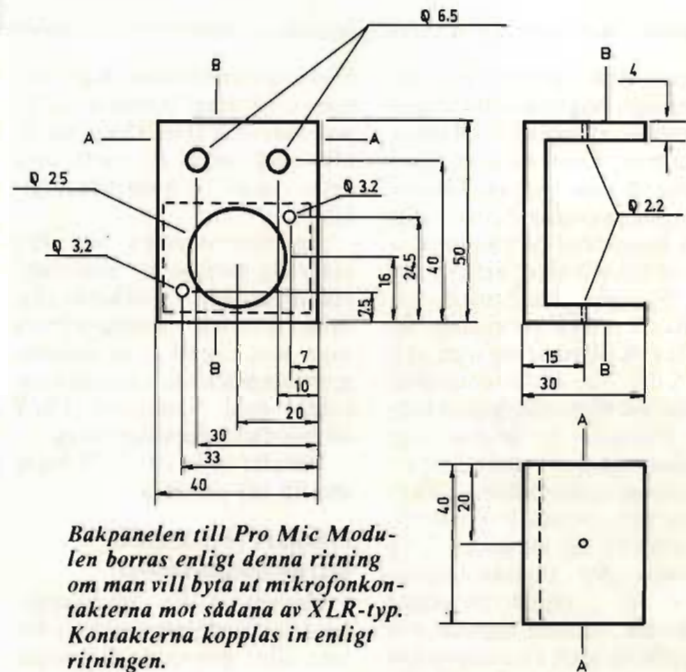 Q 6.5
B
B
4
A
A
Q 25
Q 3.2
Q 2.2
Q 3,2
7.5
16
24.5
40
50
B
7
15
B
10
30
20
A
30
33
40
20
40
Bakpanelen till Pro Mic Modu-
len borras enligt denna ritning
om man vill byta ut mikrofonkon
takterna mot sådana av XLR-typ.
Kontakterna kopplas in enligt
ritningen.
A